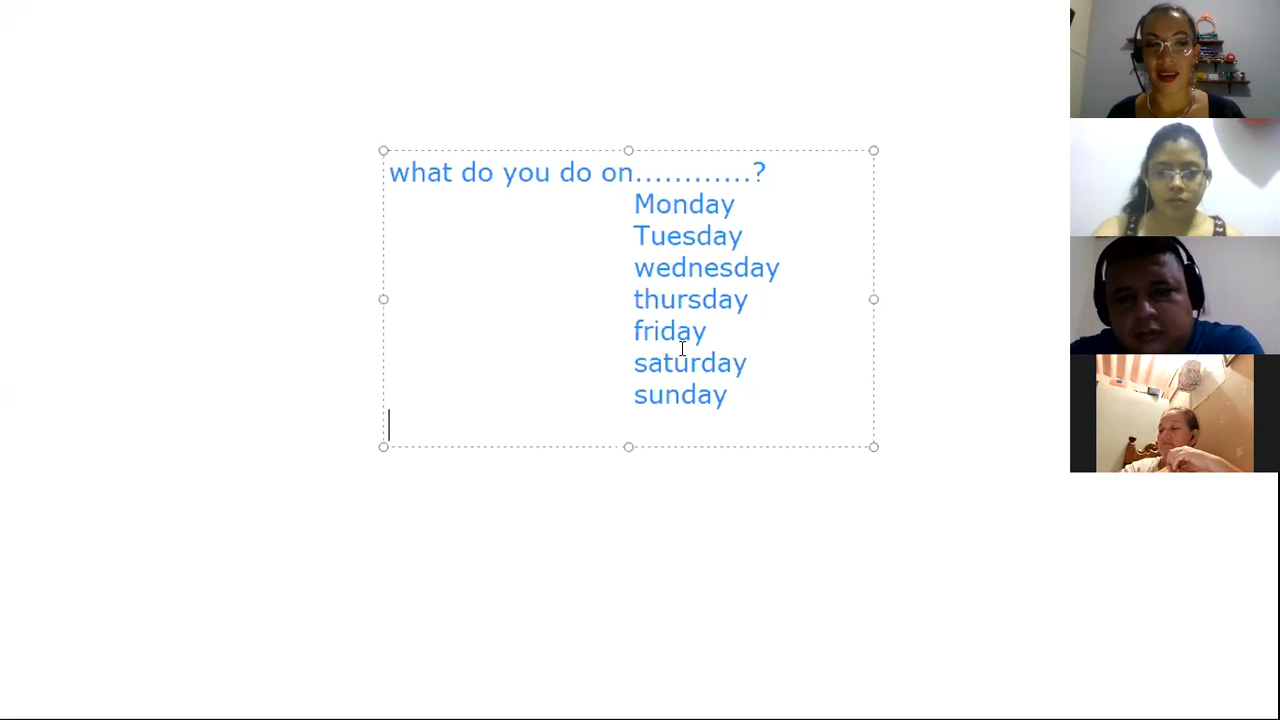 what do you do on............?
Monday
Tuesday
wednesday
thursday
friday
saturday
sunday